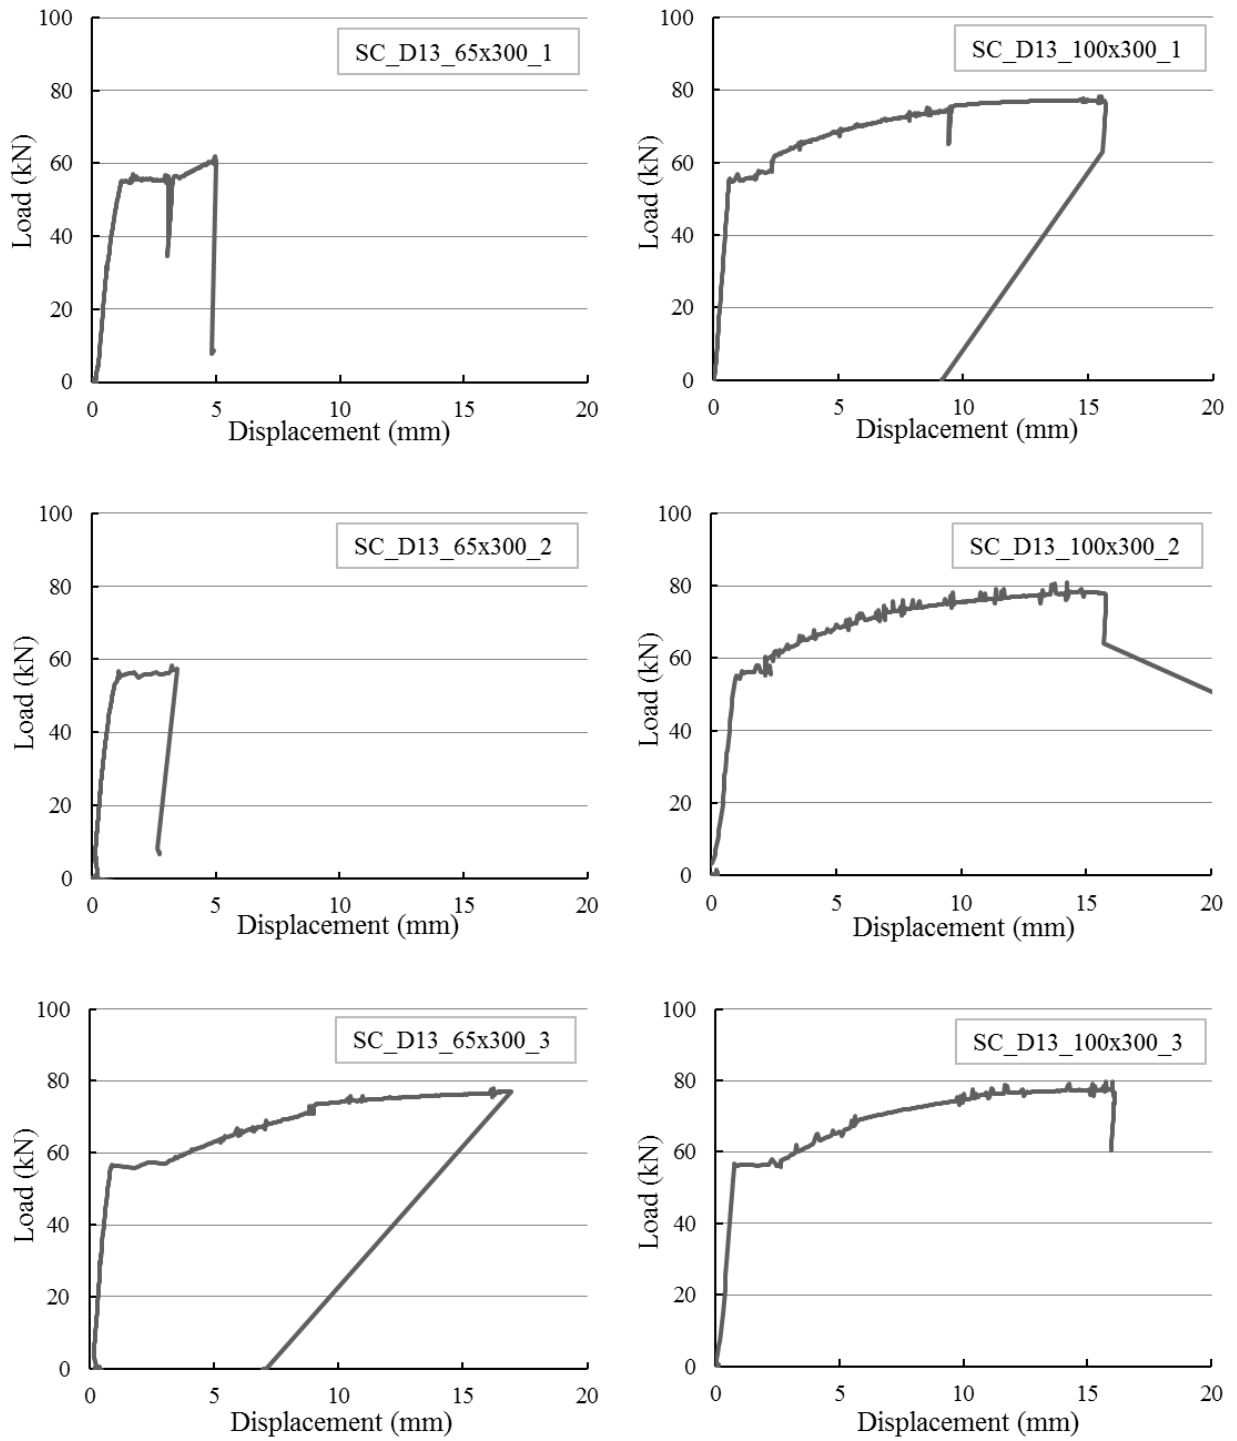 SC_D13_65x300_1
Load (kN)
100
80
60
40
20
0
0 5 10 15 20
Displacement (mm)
SC_D13_100x300_1
Load (kN)
100
80
60
40
20
0
0 5 10 15 20
Displacement (mm)
SC_D13_65x300_2
Load (kN)
100
80
60
40
20
0
0 5 10 15 20
Displacement (mm)
SC_D13_100x300_2
Load (kN)
100
80
60
40
20
0
0 5 10 15 20
Displacement (mm)
SC_D13_65x300_3
Load (kN)
100
80
60
40
20
0
0 5 10 15 20
Displacement (mm)
SC_D13_100x300_3
Load (kN)
100
80
60
40
20
0
0 5 10 15 20
Displacement (mm)